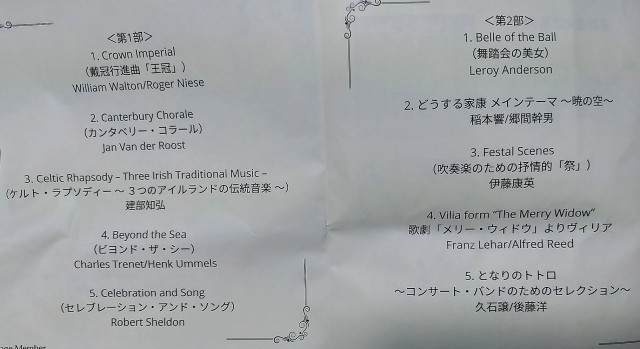 <第1部>
1. Crown Imperial
(戴冠行進曲「王冠」)
William Walton/Roger Niese
2. Canterbury Chorale
(カンタベリー・コラール)
Jan Van der Roost
3. Celtic Rhapsody – Three Irish Traditional Music –
(ケルト・ラプソディー ~ 3つのアイルランドの伝統音楽 ~)
建部知弘
4. Beyond the Sea
(ビヨンド・ザ・シー)
Charles Trenet/Henk Ummels
5. Celebration and Song
(セレブレーション・アンド・ソング)
Robert Sheldon
Member
<第2部>
1. Belle of the Ball
(舞踏会の美女)
Leroy Anderson
2. どうする家康 メインテーマ ~暁の空~
稲本響/郷間幹男
3. Festal Scenes
(吹奏楽のための抒情的「祭」)
伊藤康英
4. Vilia form "The Merry Widow"
歌劇「メリー・ウィドウ」よりヴィリア
Franz Lehar/Alfred Reed
5. となりのトトロ
~コンサート・バンドのためのセレクション~
久石譲/後藤洋